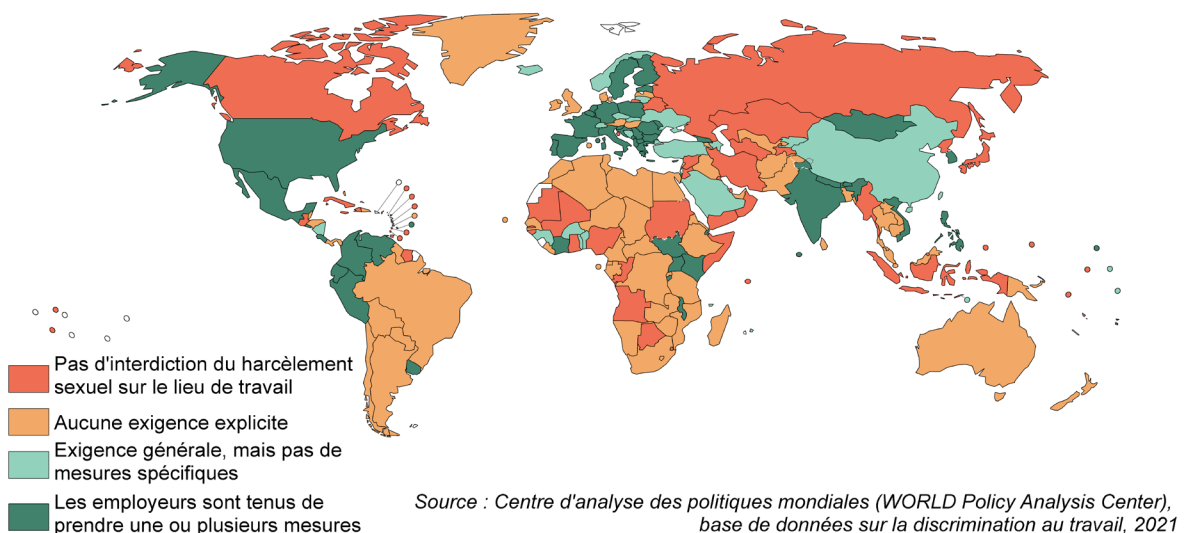 Pas d'interdiction du harcèlement
sexuel sur le lieu de travail
Aucune exigence explicite
Exigence générale, mais pas de
mesures spécifiques
Les employeurs sont tenus de
prendre une ou plusieurs mesures
Source : Centre d'analyse des politiques mondiales (WORLD Policy Analysis Center),
base de données sur la discrimination au travail, 2021